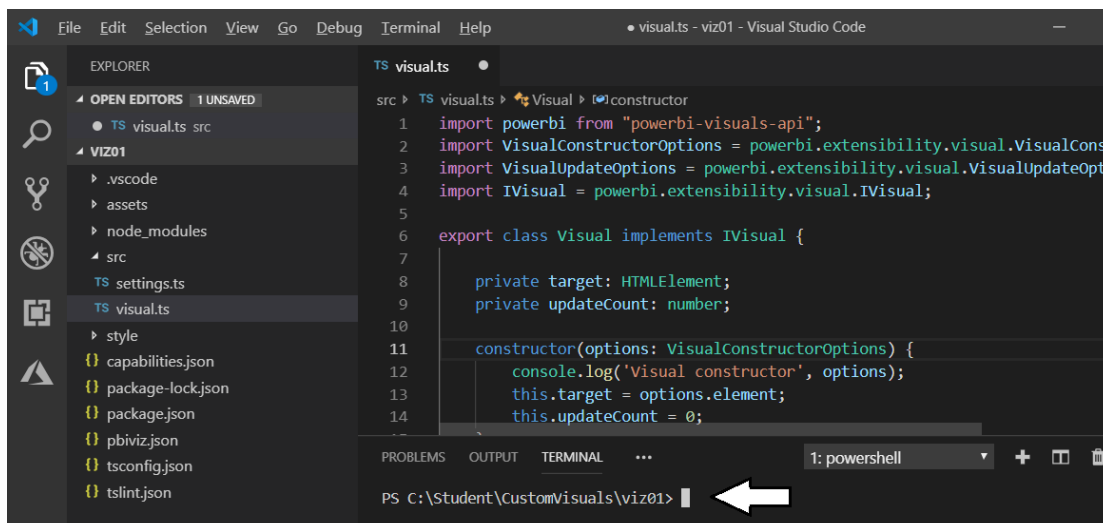 File Edit Selection View Go Debug Terminal Help ● visual.ts - viz01 - Visual Studio Code
EXPLORER
OPEN EDITORS 1 UNSAVED
● TS visual.ts src
VIZ01
.vscode
assets
node_modules
src
TS settings.ts
TS visual.ts
style
{} capabilities.json
{} package-lock.json
{} package.json
{} pbiviz.json
{} tsconfig.json
{} tslint.json
1
TS visual.ts ●
src TS visual.ts Visual constructor
1 import powerbi from "powerbi-visuals-api";
2 import VisualConstructorOptions = powerbi.extensibility.visual.VisualCons
3 import VisualUpdateOptions = powerbi.extensibility.visual.VisualUpdateOpt
4 import IVisual = powerbi.extensibility.visual.IVisual;
5
6 export class Visual implements IVisual {
7
8 private target: HTMLElement;
9 private updateCount: number;
10
11 constructor(options: VisualConstructorOptions) {
12 console.log('Visual constructor', options);
13 this.target = options.element;
14 this.updateCount = 0;
PROBLEMS OUTPUT TERMINAL ••• 1: powershell
PS C:\Student\CustomVisuals\viz01>